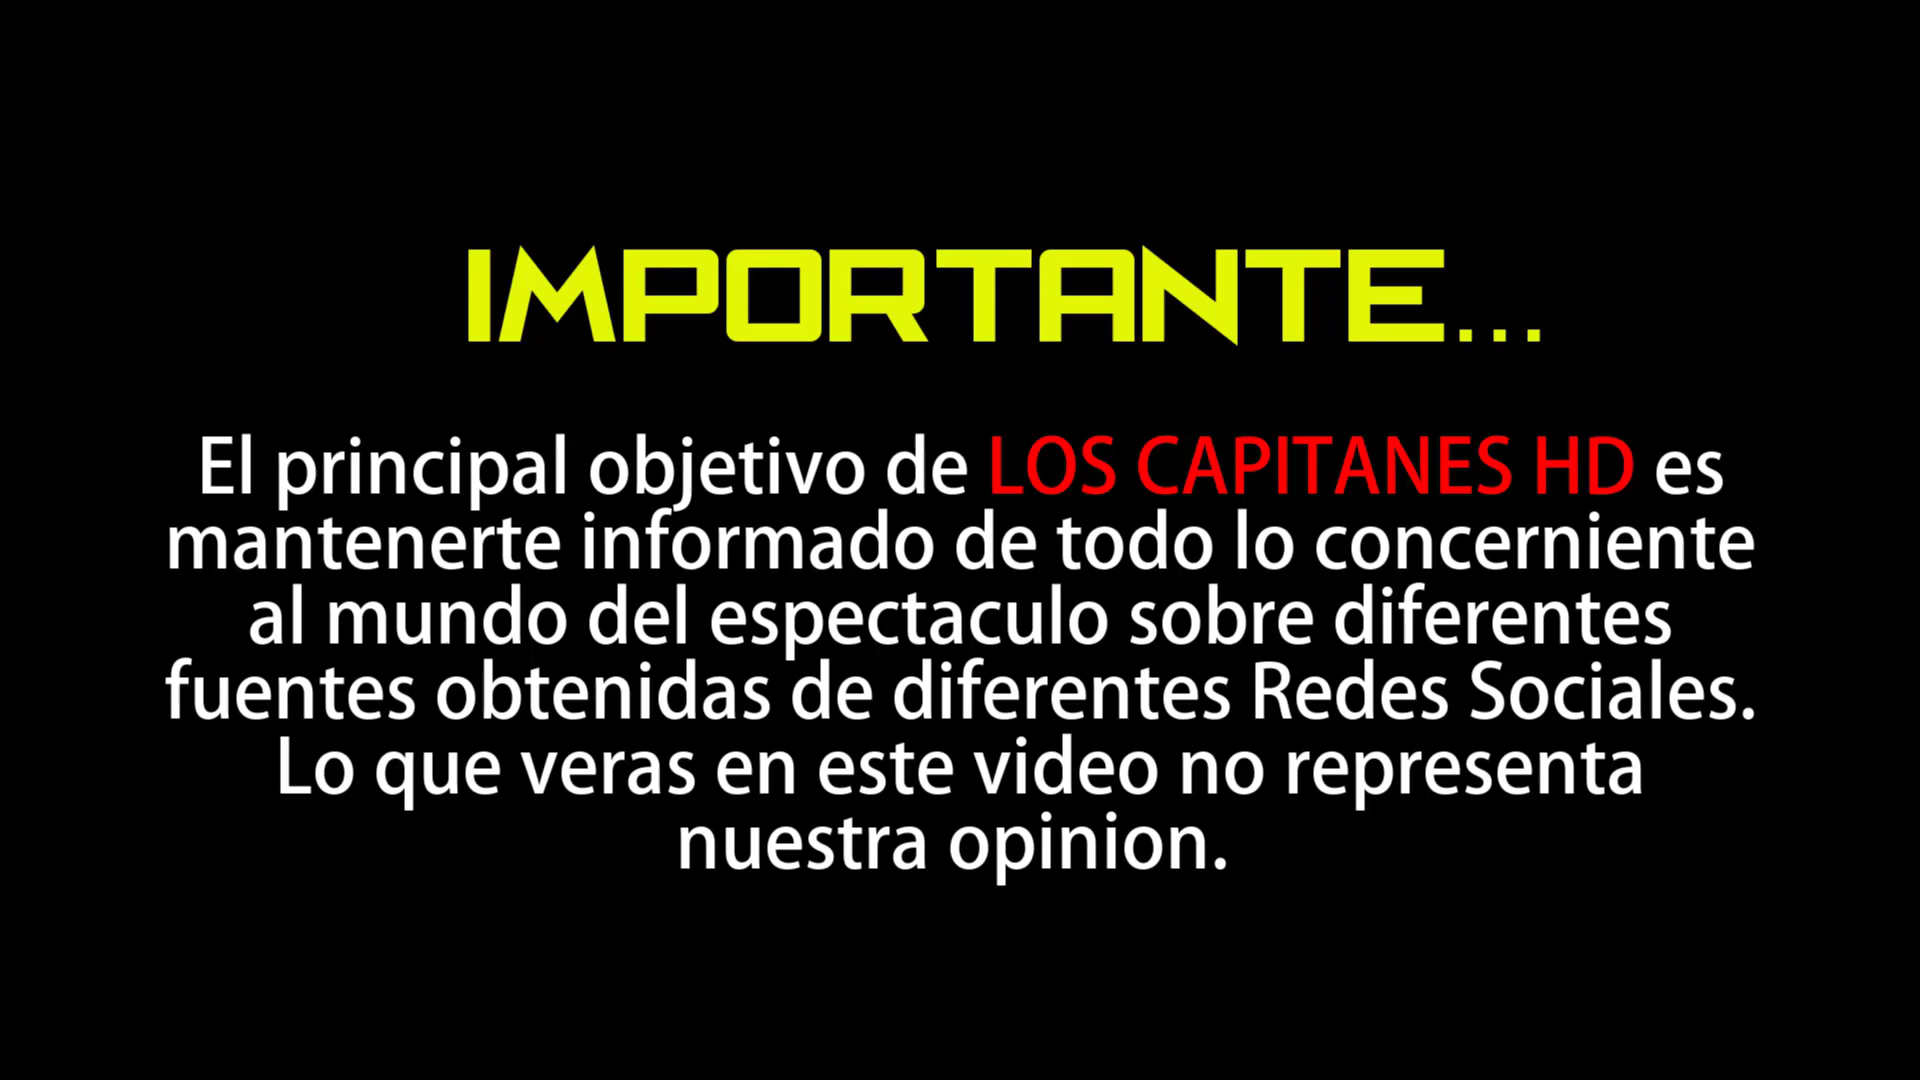 IMPORTANTE...
El principal objetivo de LOS CAPITANES HD es
mantenerte informado de todo lo concerniente
al mundo del espectaculo sobre diferentes
fuentes obtenidas de diferentes Redes Sociales.
Lo que veras en este video no representa
nuestra opinion.